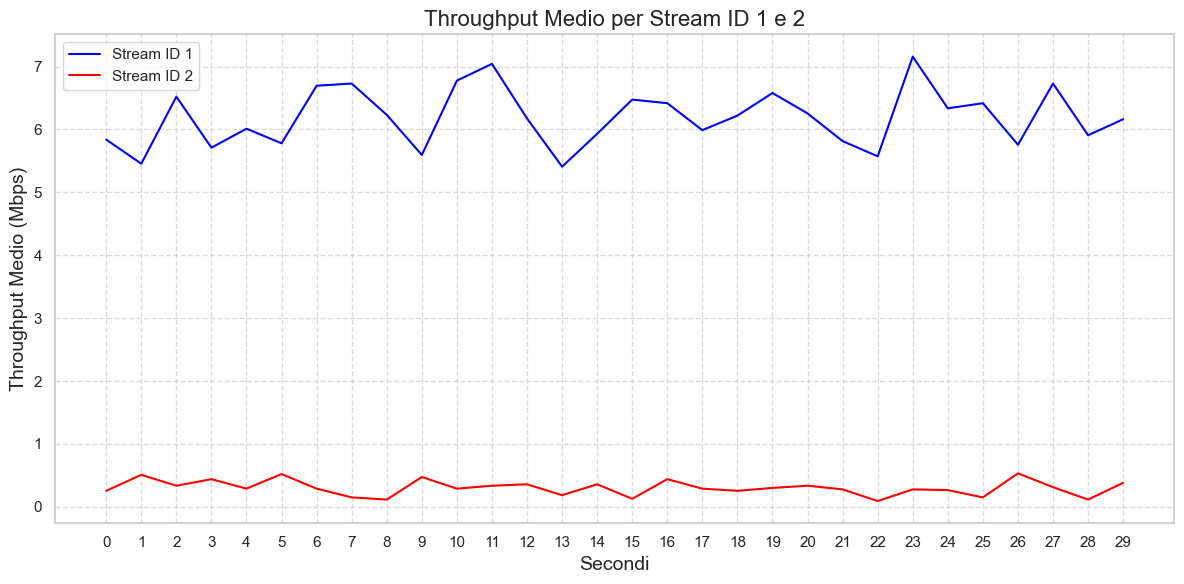 Throughput Medio per Stream ID 1 e 2
Stream ID 1
Stream ID 2
Throughput Medio (Mbps)
7
6
5
4
3
2
1
0
0 1 2 3 4 5 6 7 8 9 10 11 12 13 14 15 16 17 18 19 20 21 22 23 24 25 26 27 28 29
Secondi